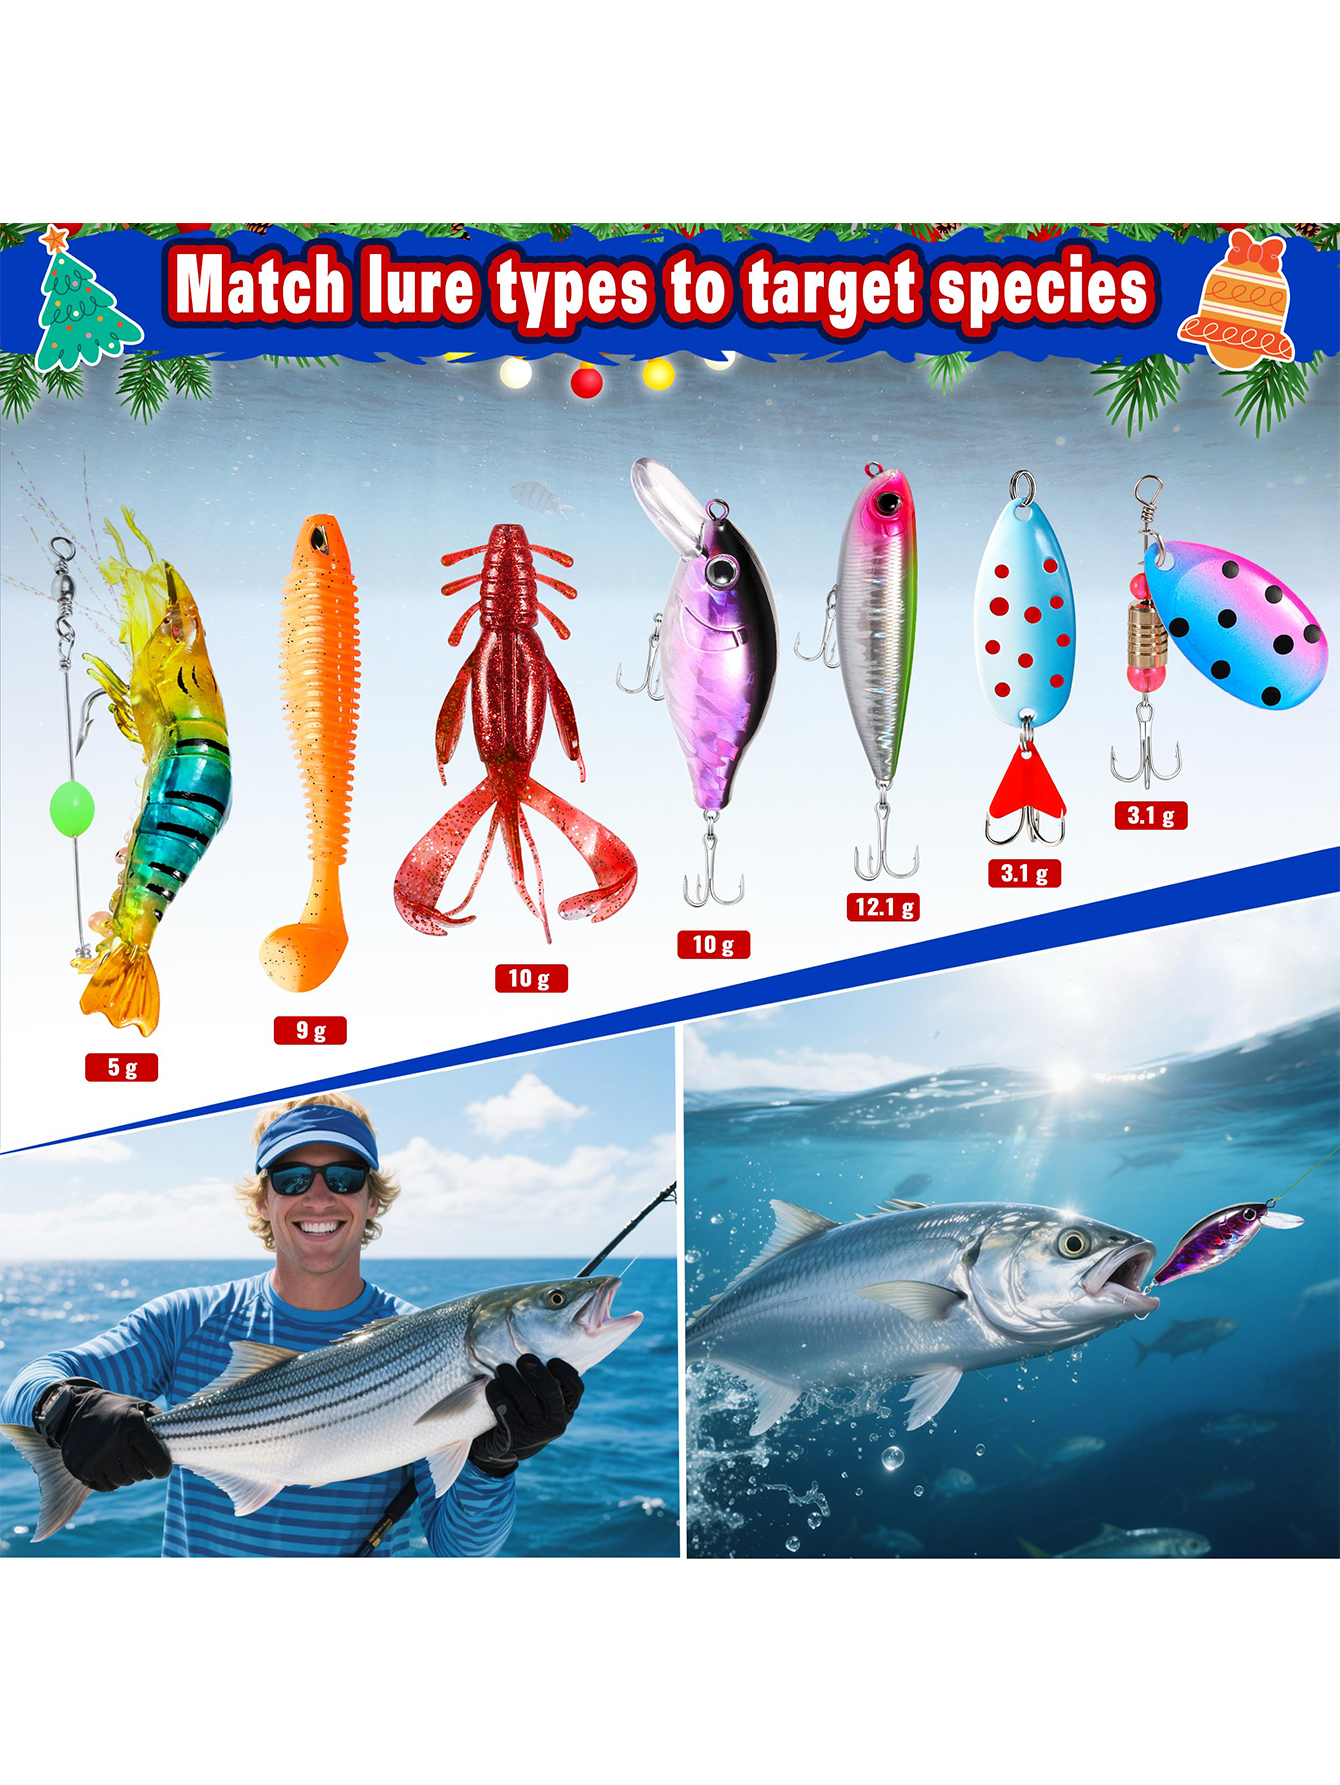 Match lure types to target species
5 g
9 g
10 g
10 g
12.1 g
3.1 g
3.1 g